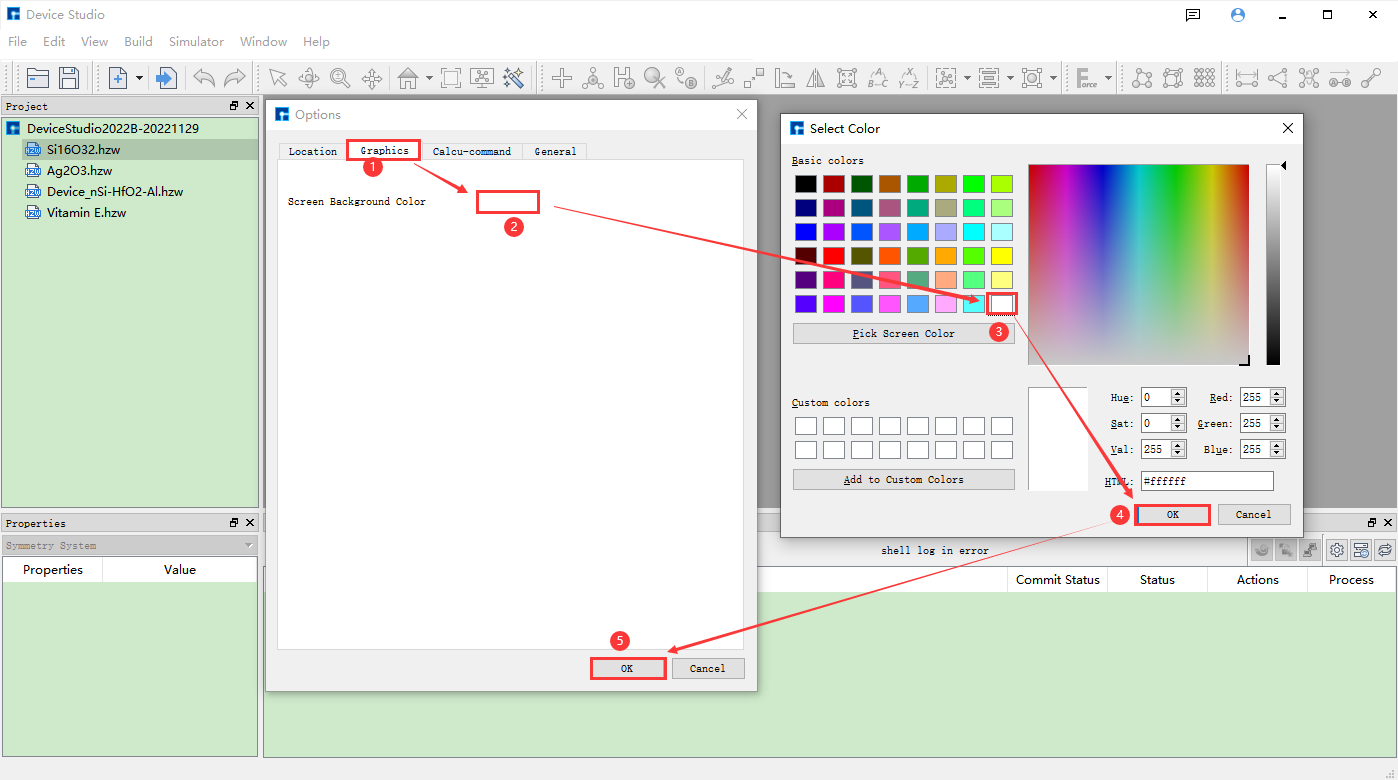 Device Studio
File Edit View Build Simulator Window Help
Force
A B
B--C
X-Z
Y--Z
A-B-B
Project
DeviceStudio2022B-20221129
Si16O32.hzw
Ag2O3.hzw
Device_nSi-HfO2-Al.hzw
Vitamin E.hzw
Options
Location Graphics Calcu-command General
1
Screen Background Color
2
OK Cancel
5
Select Color
Basic colors
3
Pick Screen Color
Custom colors
Add to Custom Colors
Hue: 0 Red: 255
Sat: 0 Green: 255
Val: 255 Blue: 255
HTML: #ffffff
4
OK Cancel
Properties
Symmetry System
Properties Value
shell log in error
Commit Status Status Actions Process